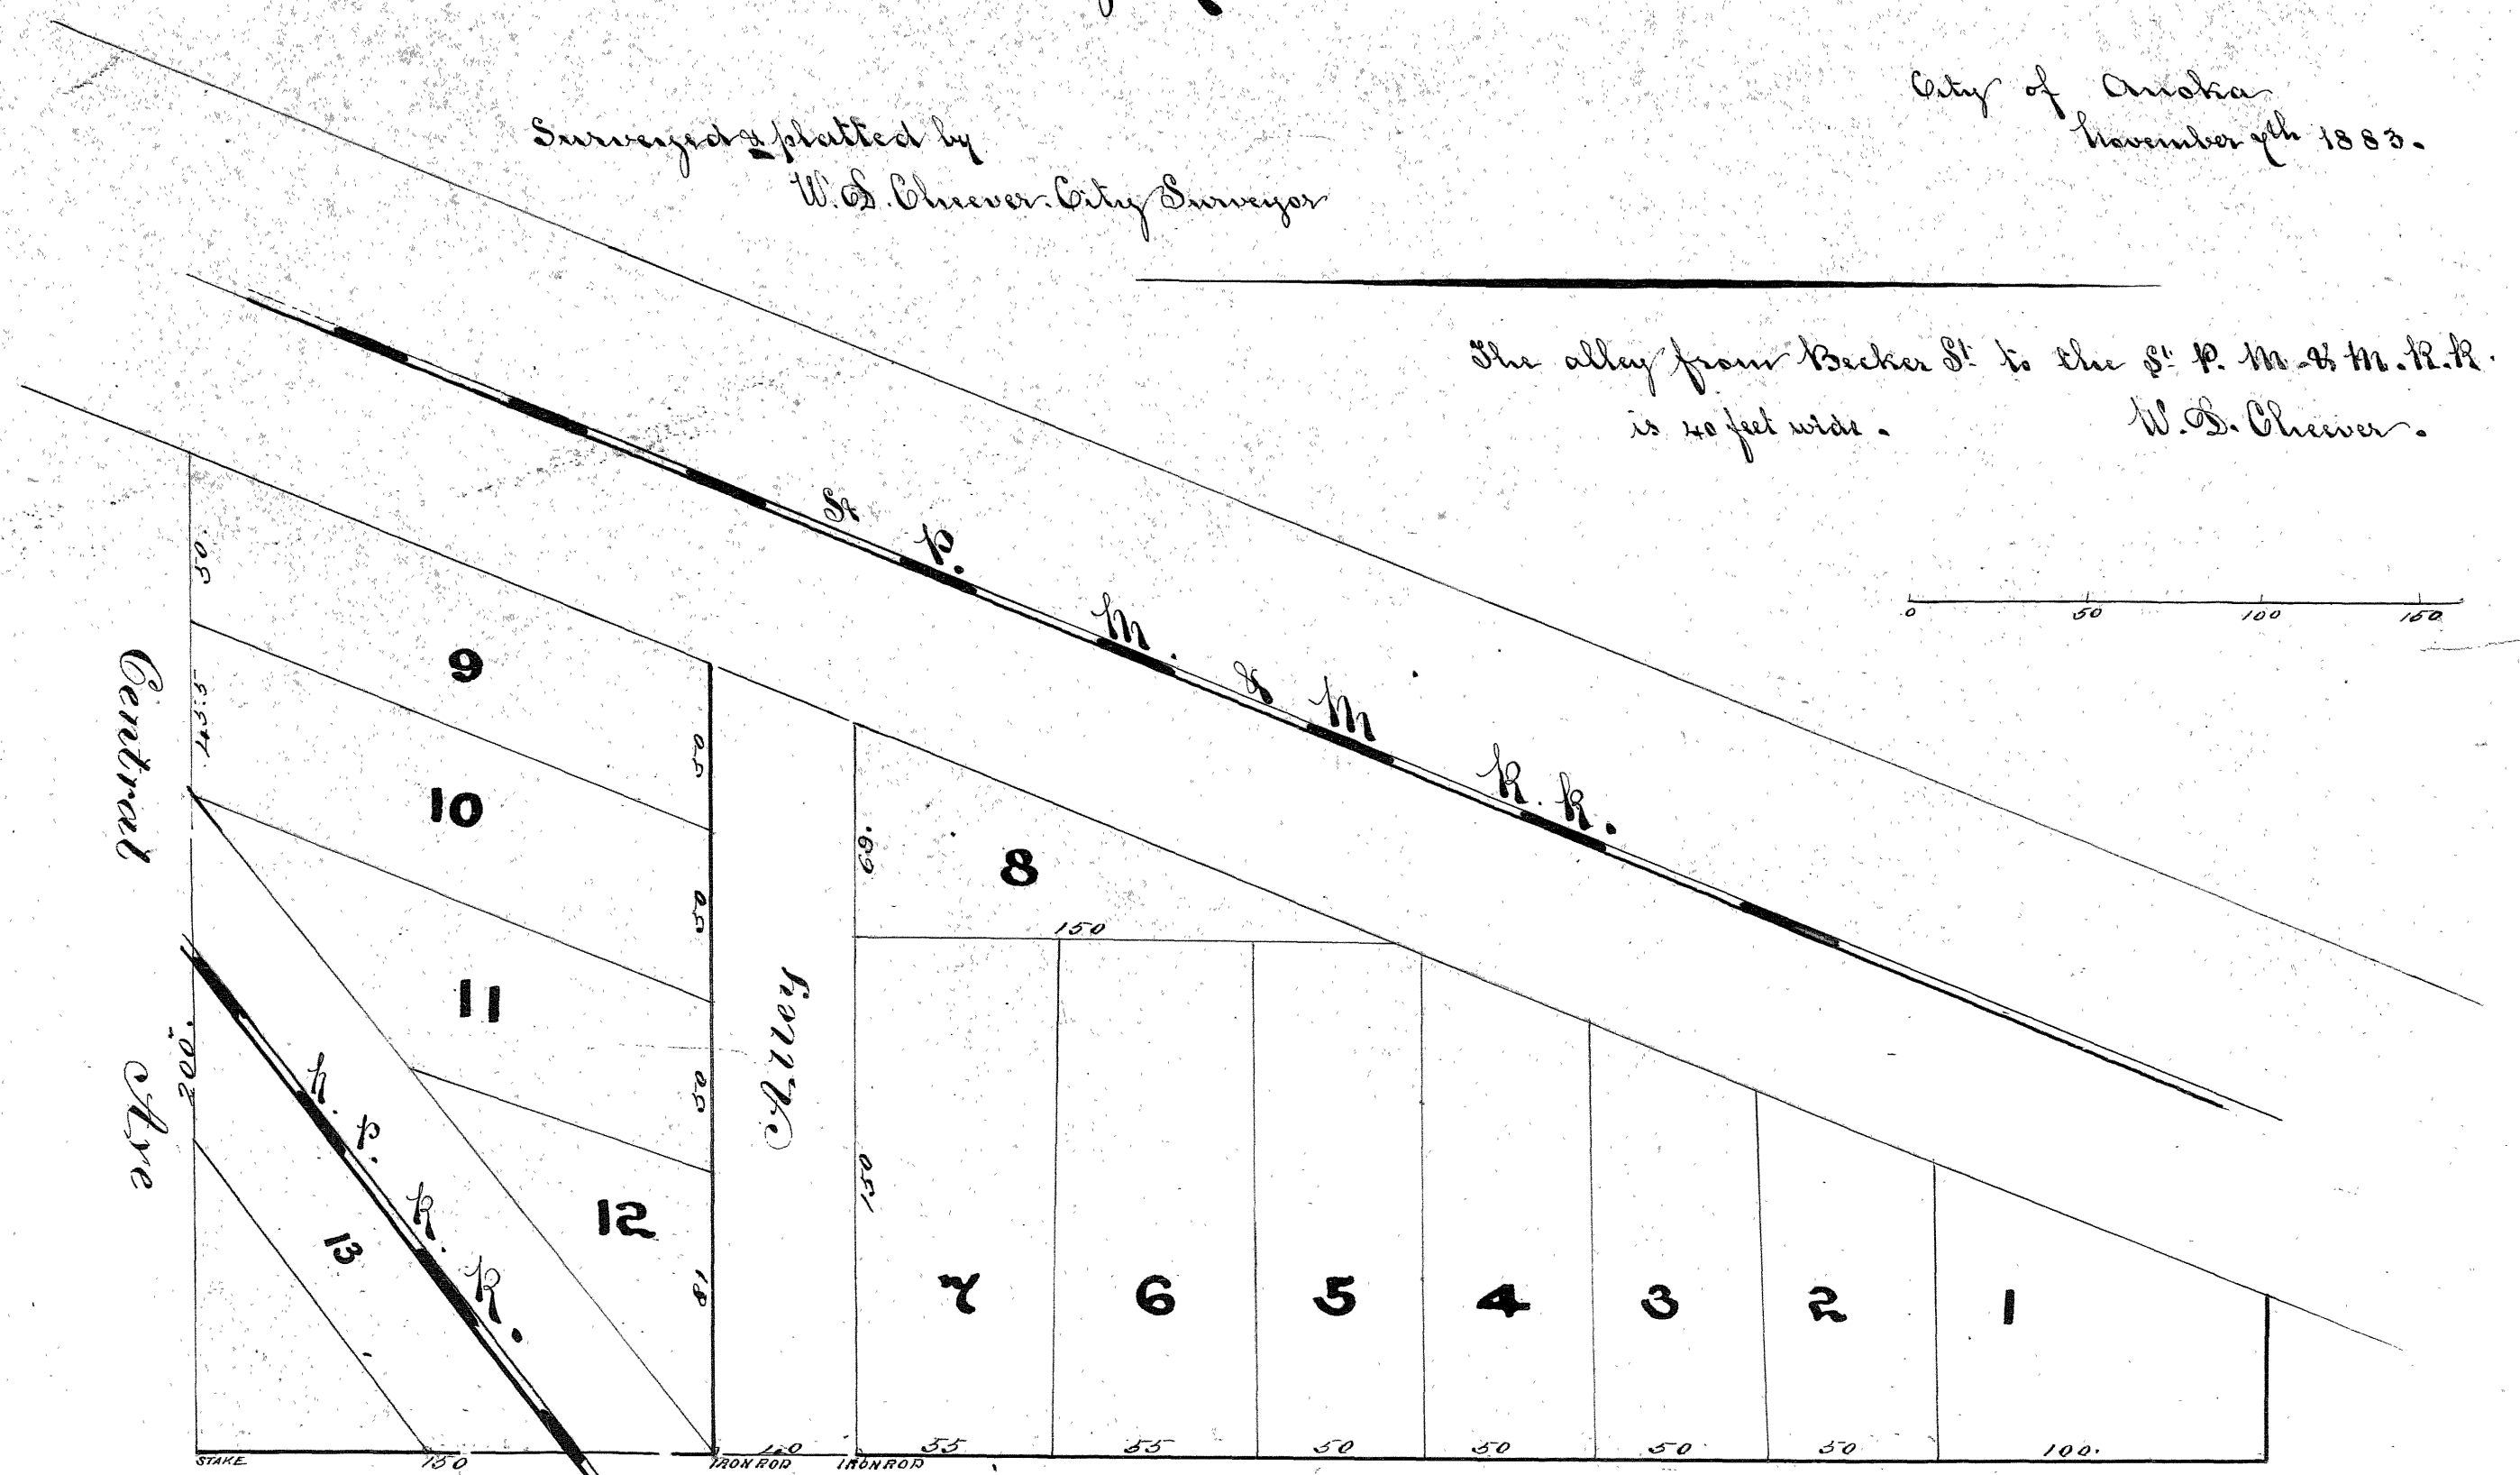 City of Anoka
November 7th 1883.
Surveyed & platted by
W. D. Cheever. City Surveyor
The alley from Becker St. to the St. P. M. & M. R. R.
is 40 feet wide.
W. D. Cheever.
0 50 100 150
St P. M. & M R. R.
50.
9
Central Ave
45.5
50
10
50
69.
8
150
11
50
Alley
200.
12
81
150
N. P. R. R.
13
7
6
5
4
3
2
1
STAKE
150
IRON ROD
40
IRON ROD
55
55
50
50
50
50
100.